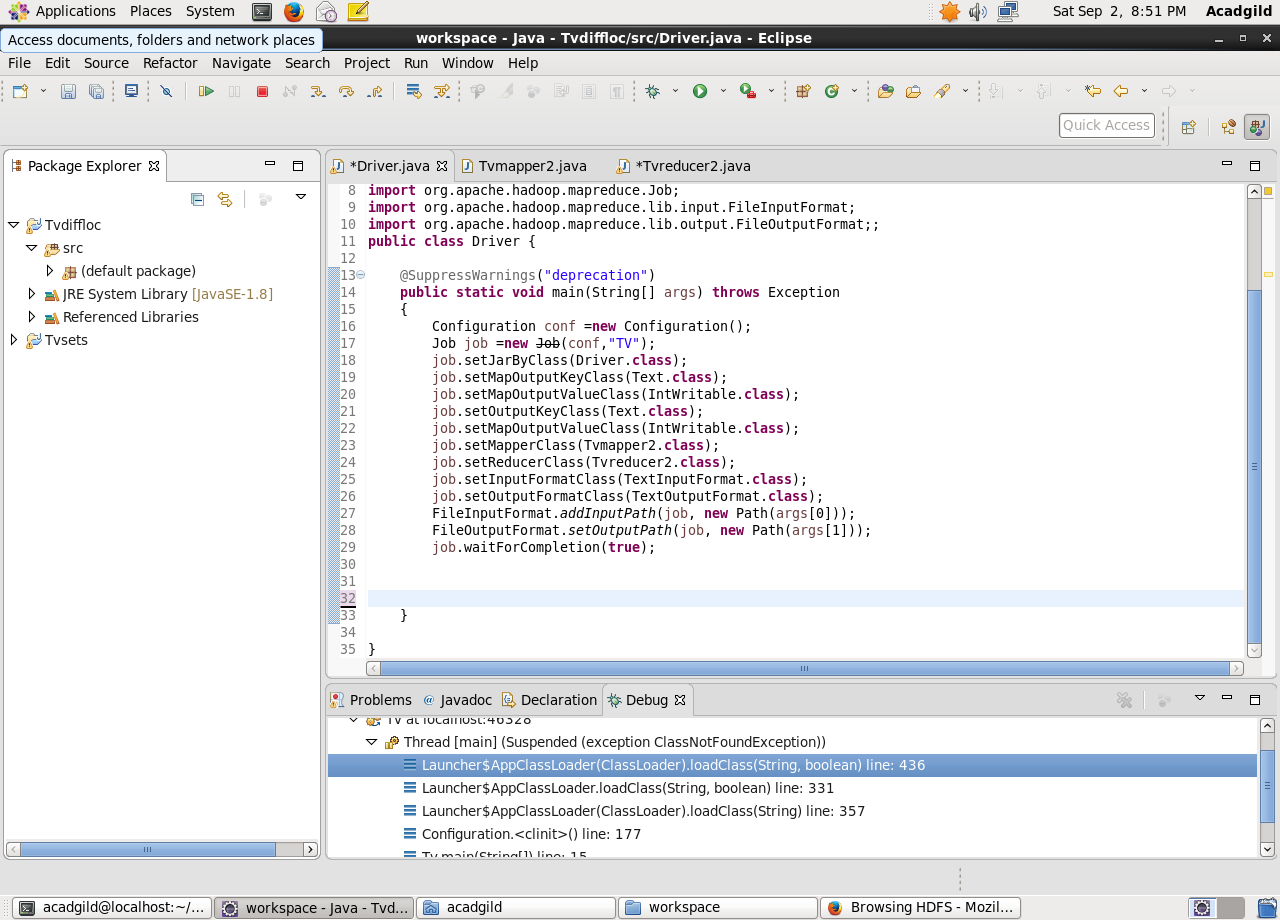 Applications Places System Sat Sep 2, 8:51 PM Acadgild
Access documents, folders and network places
workspace - Java - Tvdiffloc/src/Driver.java - Eclipse
File Edit Source Refactor Navigate Search Project Run Window Help
Quick Access
Package Explorer
Tvdiffloc
src
(default package)
JRE System Library [JavaSE-1.8]
Referenced Libraries
Tvsets
*Driver.java Tvmapper2.java *Tvreducer2.java
8 import org.apache.hadoop.mapreduce.Job;
9 import org.apache.hadoop.mapreduce.lib.input.FileInputFormat;
10 import org.apache.hadoop.mapreduce.lib.output.FileOutputFormat;;
11 public class Driver {
12
13 @SuppressWarnings("deprecation")
14 public static void main(String[] args) throws Exception
15 {
16 Configuration conf =new Configuration();
17 Job job =new Job(conf,"TV");
18 job.setJarByClass(Driver.class);
19 job.setMapOutputKeyClass(Text.class);
20 job.setMapOutputValueClass(IntWritable.class);
21 job.setOutputKeyClass(Text.class);
22 job.setMapOutputValueClass(IntWritable.class);
23 job.setMapperClass(Tvmapper2.class);
24 job.setReducerClass(Tvreducer2.class);
25 job.setInputFormatClass(TextInputFormat.class);
26 job.setOutputFormatClass(TextOutputFormat.class);
27 FileInputFormat.addInputPath(job, new Path(args[0]));
28 FileOutputFormat.setOutputPath(job, new Path(args[1]));
29 job.waitForCompletion(true);
30
31
32
33 }
34
35 }
Problems @ Javadoc Declaration Debug
Tv at localhost:46328
Thread [main] (Suspended (exception ClassNotFoundException))
Launcher$AppClassLoader(ClassLoader).loadClass(String, boolean) line: 436
Launcher$AppClassLoader.loadClass(String, boolean) line: 331
Launcher$AppClassLoader(ClassLoader).loadClass(String) line: 357
Configuration.<clinit>() line: 177
Tv.main(String[]) line: 15
acadgild@localhost:~/... workspace - Java - Tvd... acadgild workspace Browsing HDFS - Mozil...